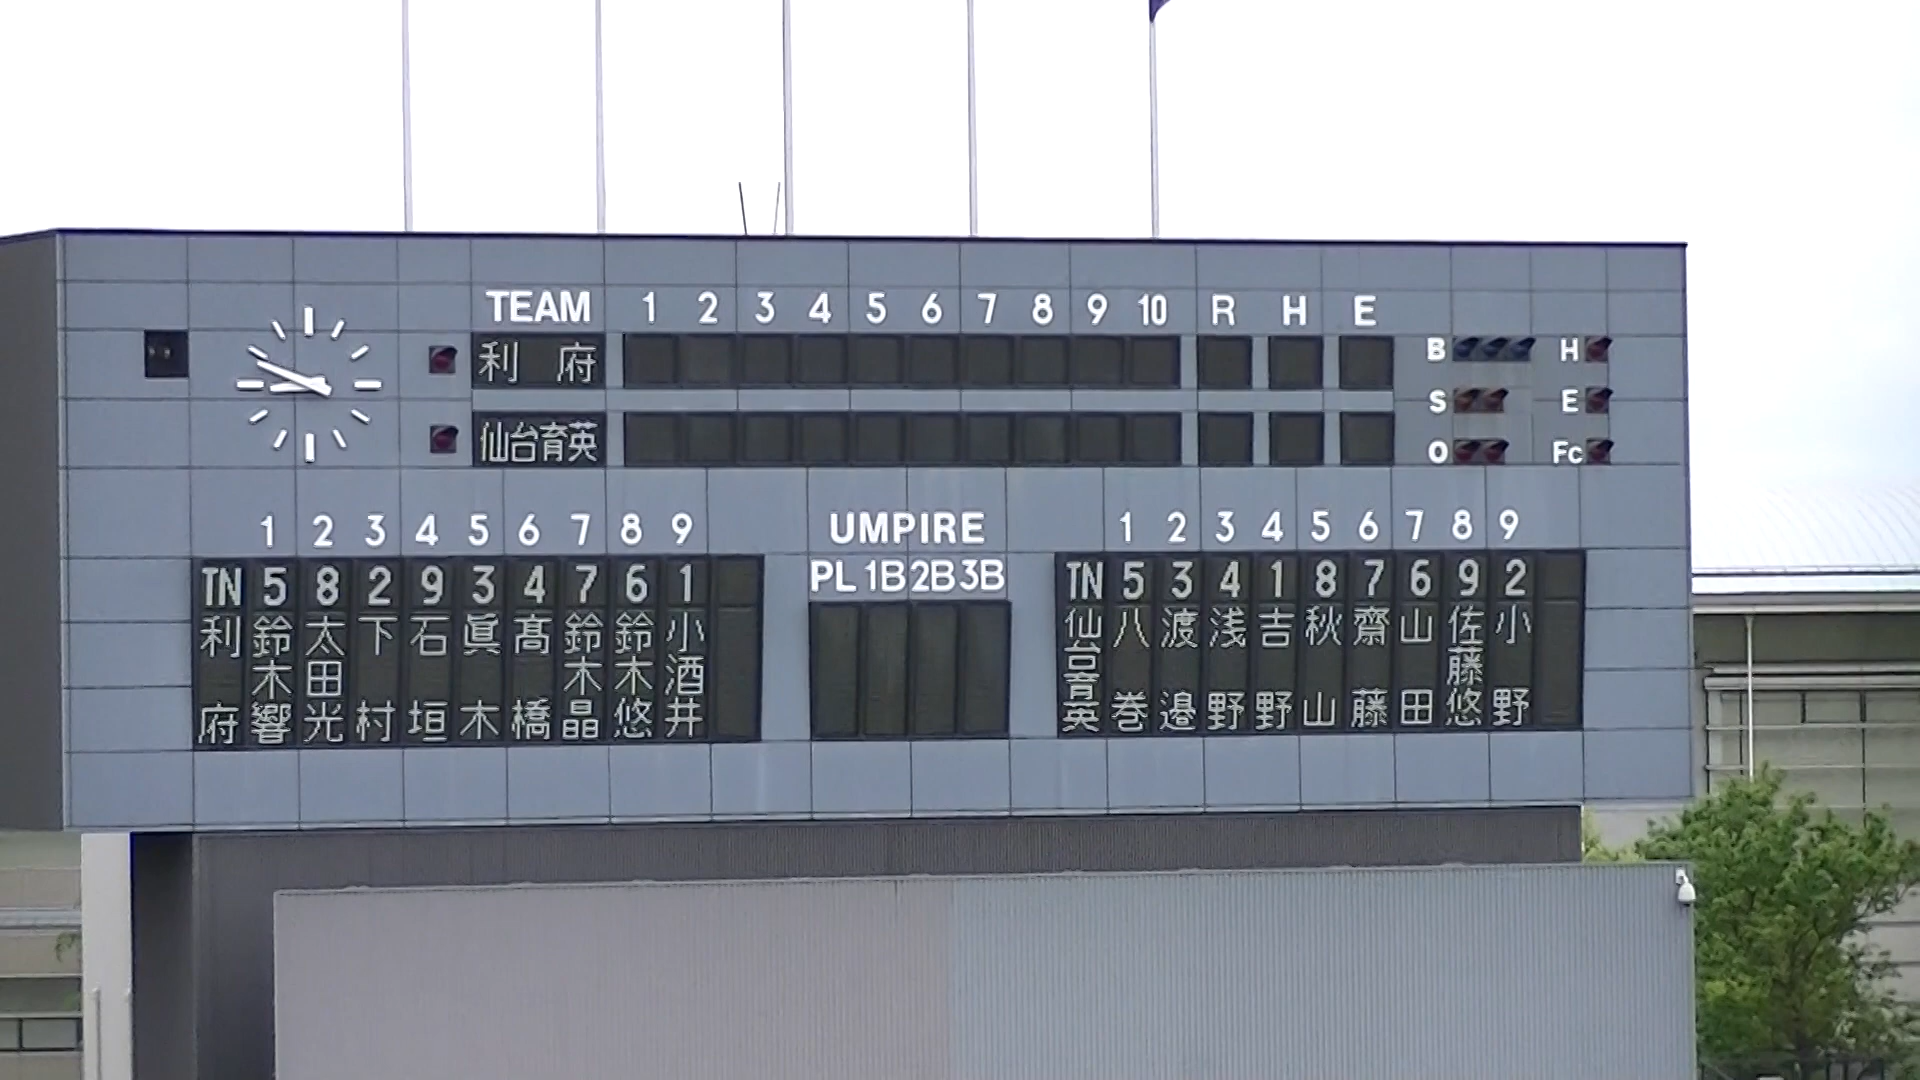 TEAM 1 2 3 4 5 6 7 8 9 10 R H E
利府
仙台育英
B H
S E
O Fc
1 2 3 4 5 6 7 8 9
TN 5 8 2 9 3 4 7 6 1
利府
鈴木響
太田光
下村
石垣
眞木
髙橋
鈴木晶
鈴木悠
小酒井
UMPIRE
PL 1B 2B 3B
1 2 3 4 5 6 7 8 9
TN 5 3 4 1 8 7 6 9 2
仙台育英
八巻
渡邉
浅野
吉野
秋山
齋藤
山田
佐藤悠
小野